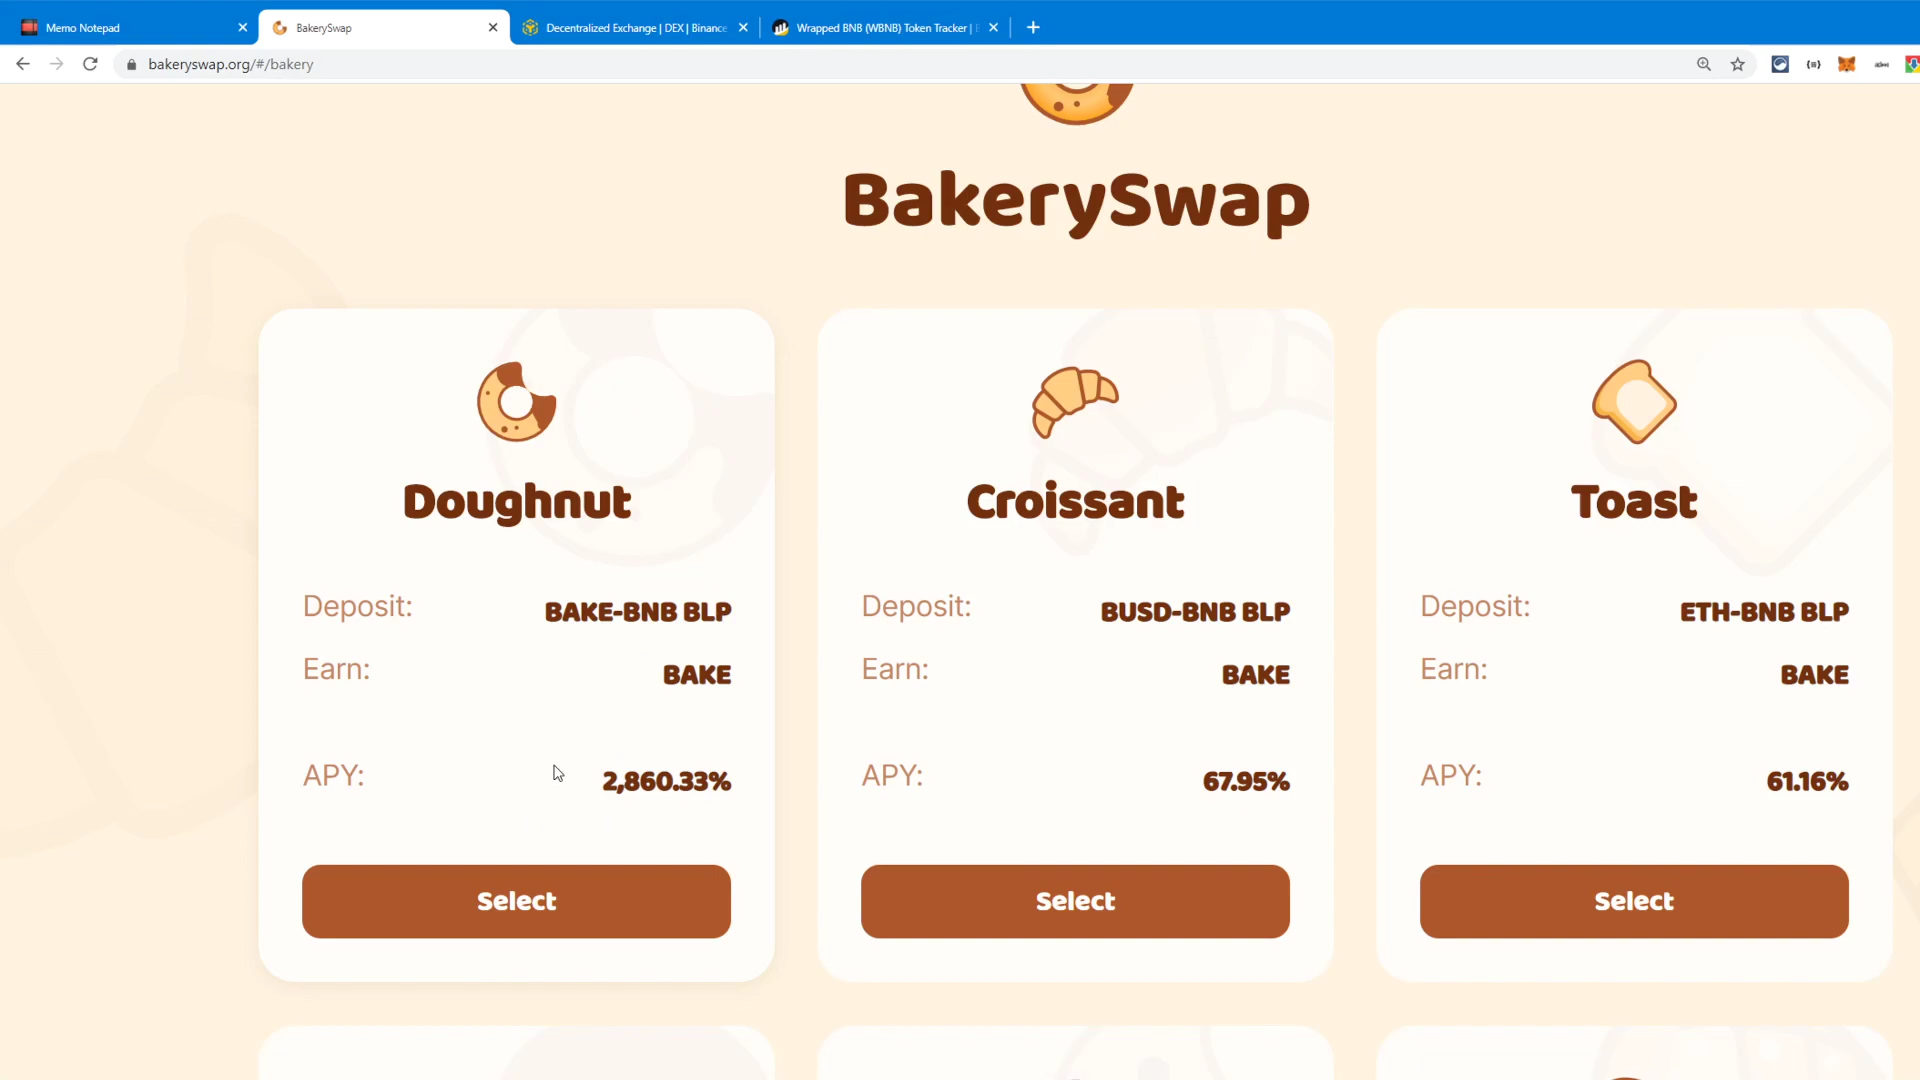 Memo Notepad
BakerySwap
Decentralized Exchange | DEX | Binance
Wrapped BNB (WBNB) Token Tracker |
bakeryswap.org/#/bakery
BakerySwap
Doughnut
Deposit: BAKE-BNB BLP
Earn: BAKE
APY: 2,860.33%
Select
Croissant
Deposit: BUSD-BNB BLP
Earn: BAKE
APY: 67.95%
Select
Toast
Deposit: ETH-BNB BLP
Earn: BAKE
APY: 61.16%
Select